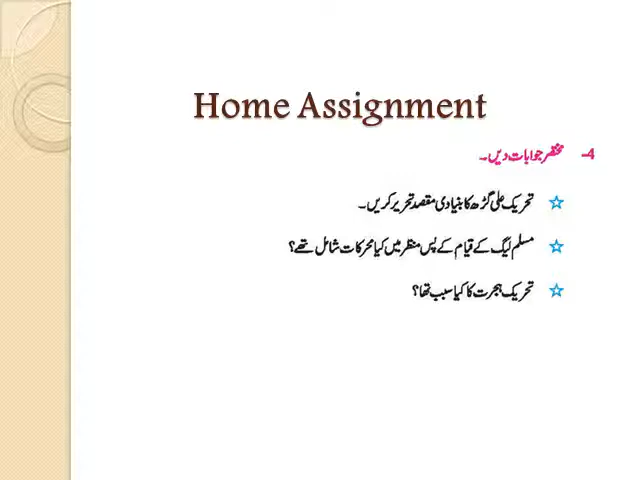 Home Assignment
4- مختصر جوابات دیں۔
تحریک علی گڑھ کا بنیادی مقصد تحریر کریں۔
مسلم لیگ کے قیام کے پس منظر میں کیا محرکات شامل تھے؟
تحریک ہجرت کا کیا سبب تھا؟